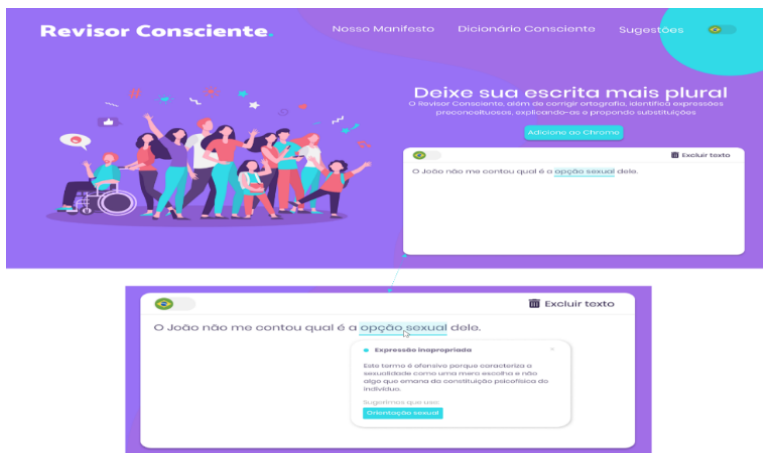 Revisor Consciente.
Nosso Manifesto
Dicionário Consciente
Sugestões
Deixe sua escrita mais plural
O Revisor Consciente, além de corrigir ortografia, identifica expressões
preconceituosas, explicando-as e propondo substituições
Adicione ao Chrome
Excluir texto
O João não me contou qual é a opção sexual dele.
Excluir texto
O João não me contou qual é a opção sexual dele.
Expressão inapropriada
Este termo é ofensivo porque caracteriza a
sexualidade como uma mera escolha e não
algo que emana da constituição psicofísica do
indivíduo.
Sugerimos que use:
Orientação sexual